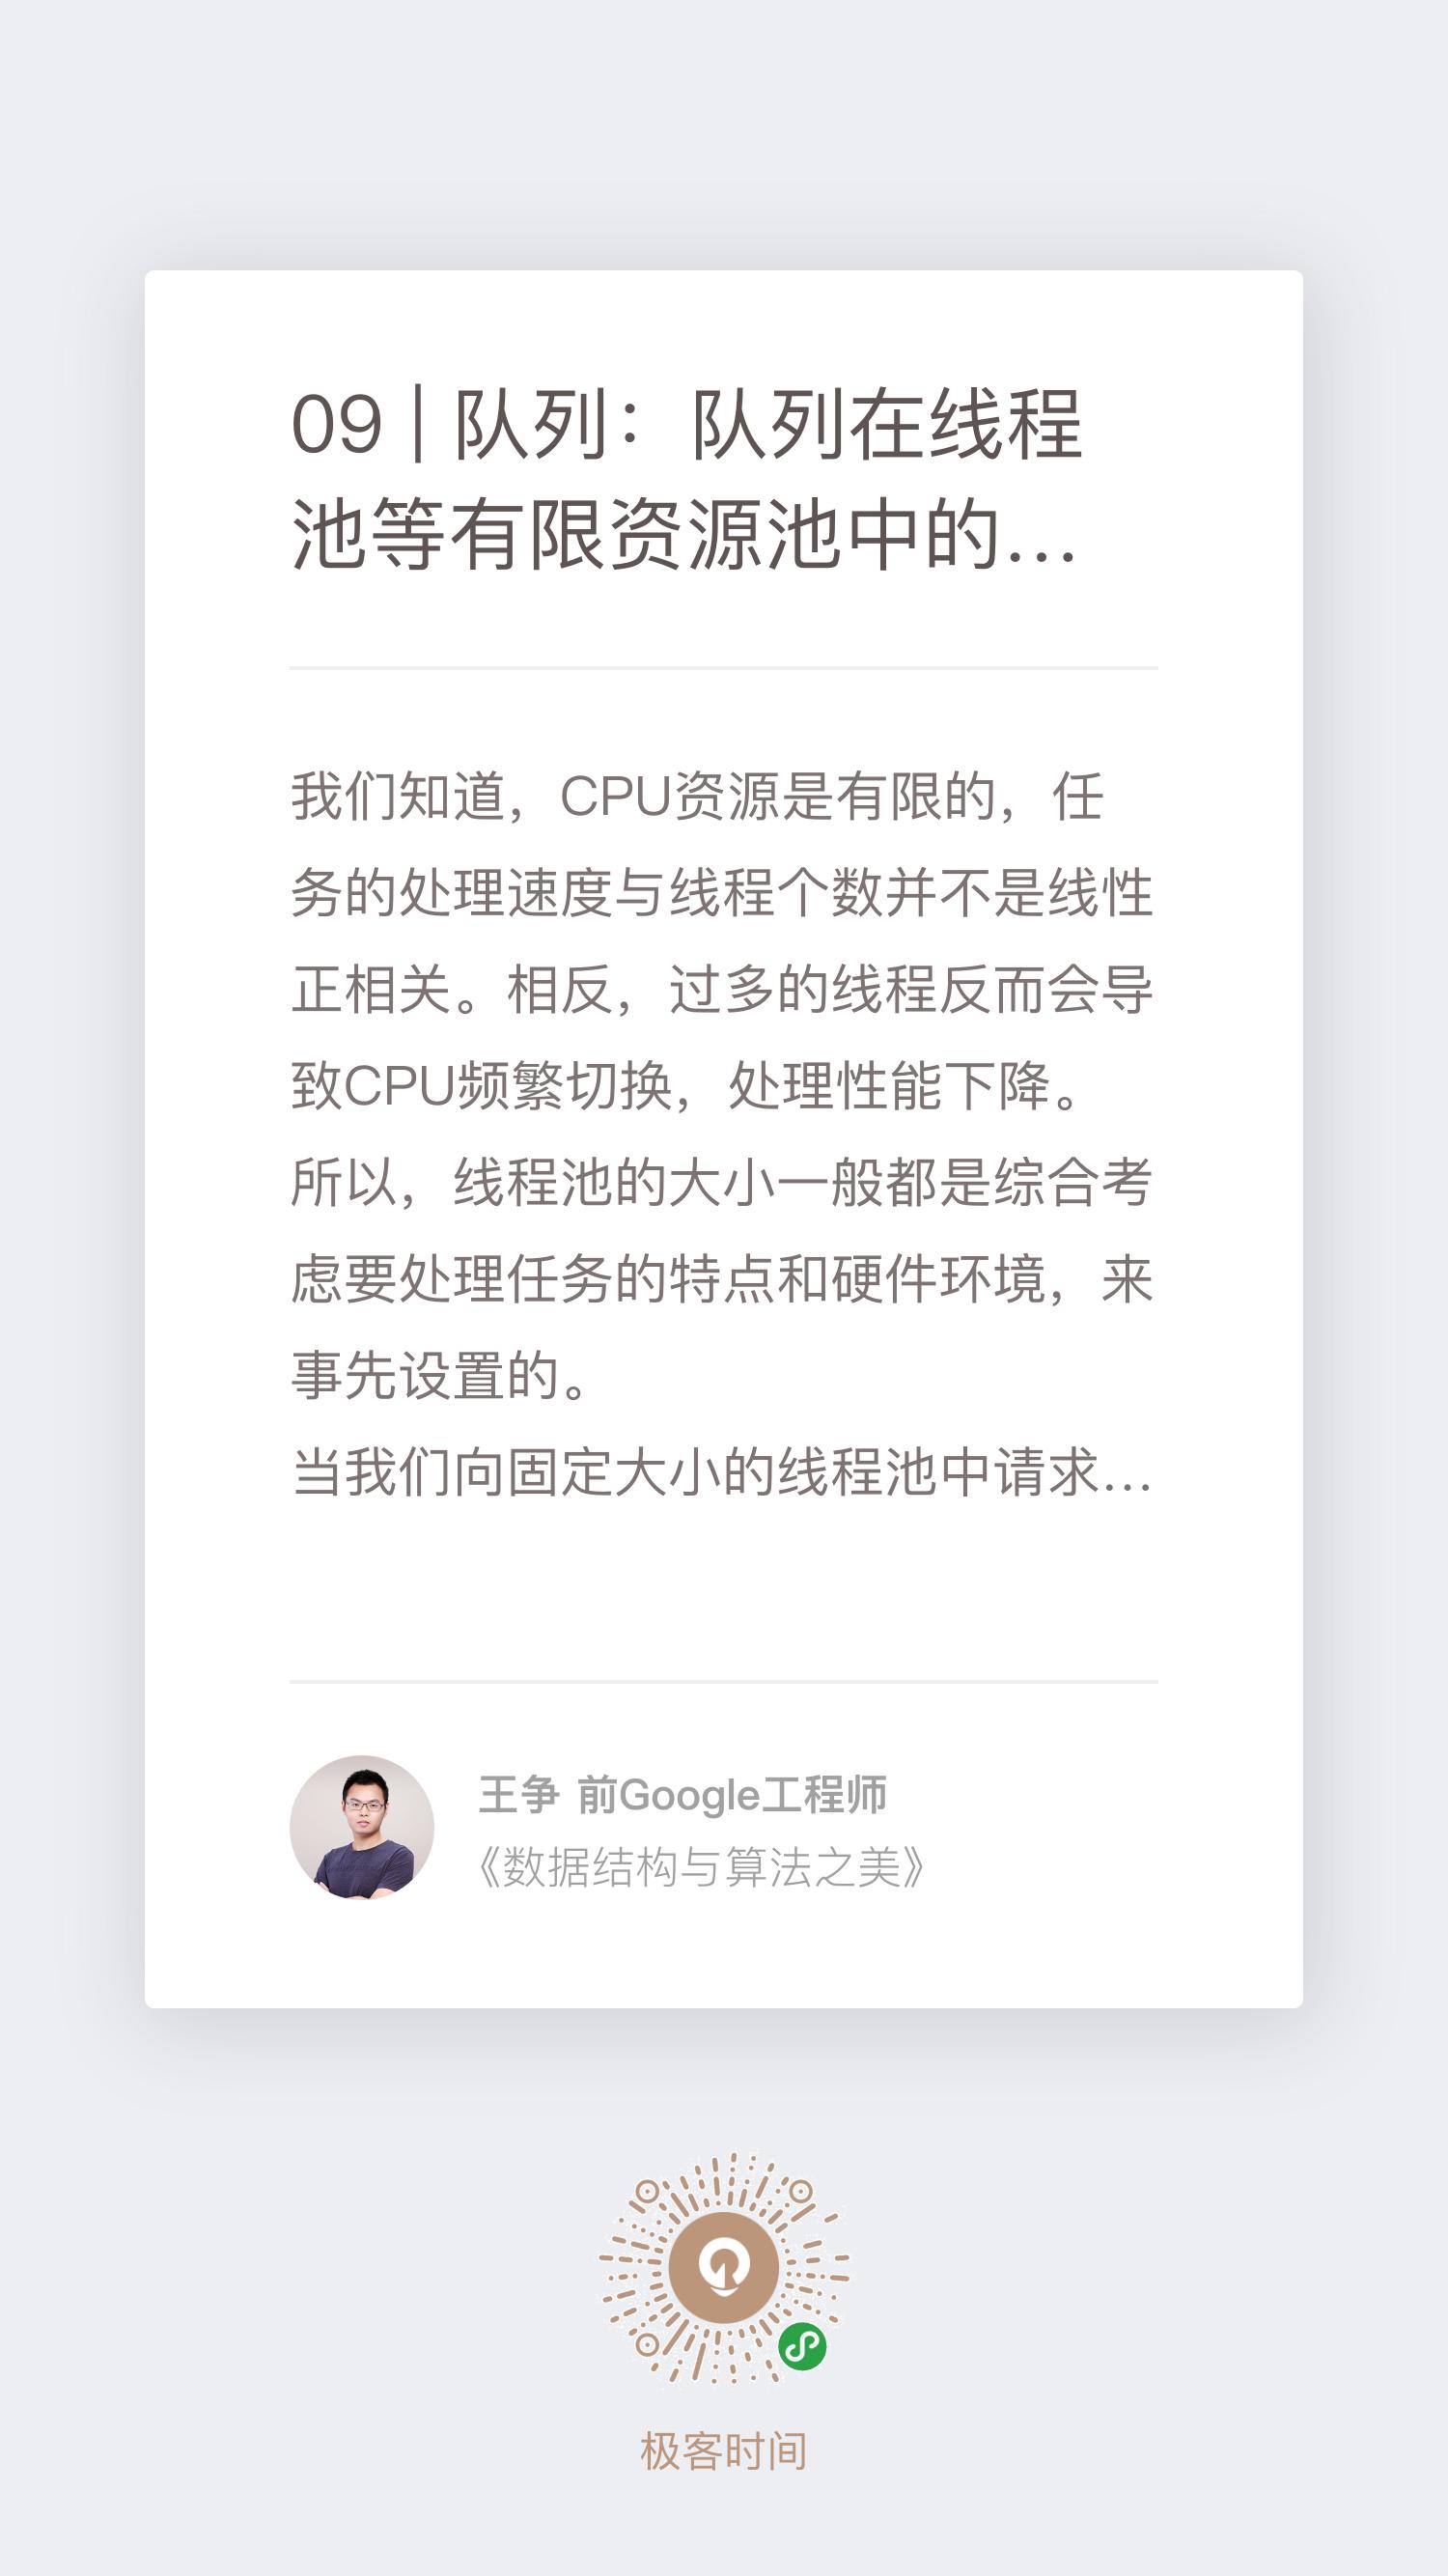 09 | 队列：队列在线程
池等有限资源池中的...
我们知道，CPU资源是有限的，任
务的处理速度与线程个数并不是线性
正相关。相反，过多的线程反而会导
致CPU频繁切换，处理性能下降。
所以，线程池的大小一般都是综合考
虑要处理任务的特点和硬件环境，来
事先设置的。
当我们向固定大小的线程池中请求...
王争 前Google工程师
《数据结构与算法之美》
极客时间